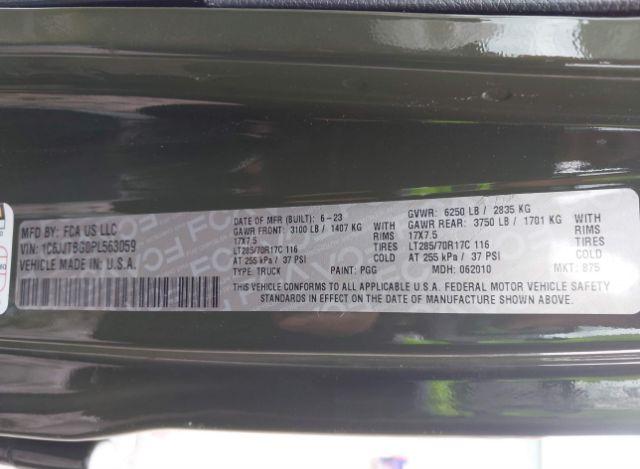 MFD BY: FCA US LLC
VIN: 1C6JJTBG0PL563059
VEHICLE MADE IN: U.S.A.
DATE OF MFR (BUILT): 6-23 GVWR: 6250 LB / 2835 KG
GAWR FRONT: 3100 LB / 1407 KG WITH GAWR REAR: 3750 LB / 1701 KG WITH
17X7.5 RIMS 17X7.5 RIMS
LT285/70R17C 116 TIRES LT285/70R17C 116 TIRES
AT 255 kPa / 37 PSI COLD AT 255 kPa / 37 PSI COLD
TYPE: TRUCK PAINT: PGG MDH: 062010 MKT: B75
THIS VEHICLE CONFORMS TO ALL APPLICABLE U.S.A. FEDERAL MOTOR VEHICLE SAFETY
STANDARDS IN EFFECT ON THE DATE OF MANUFACTURE SHOWN ABOVE.